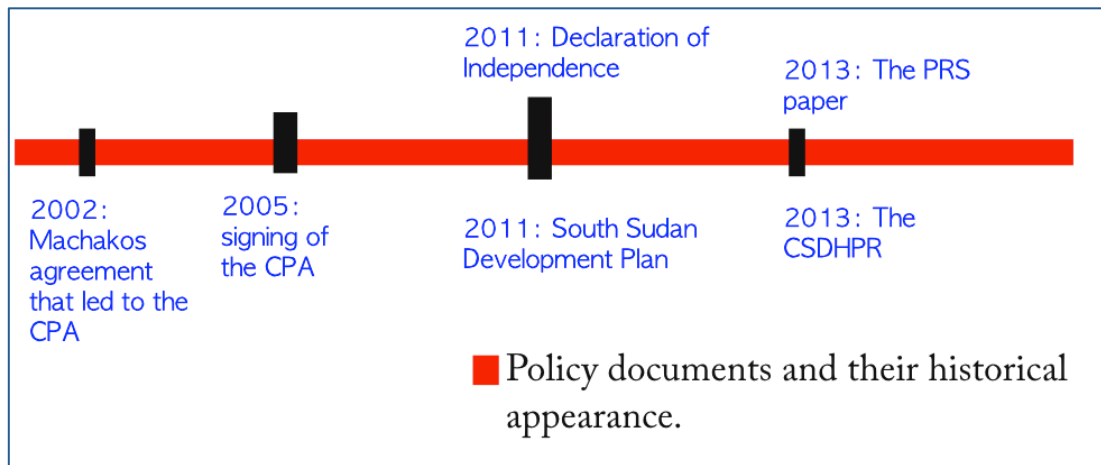 2011: Declaration of
Independence
2013: The PRS
paper
2002:
Machakos
agreement
that led to the
CPA
2005:
signing of
the CPA
2011: South Sudan
Development Plan
2013: The
CSDHPR
Policy documents and their historical
appearance.